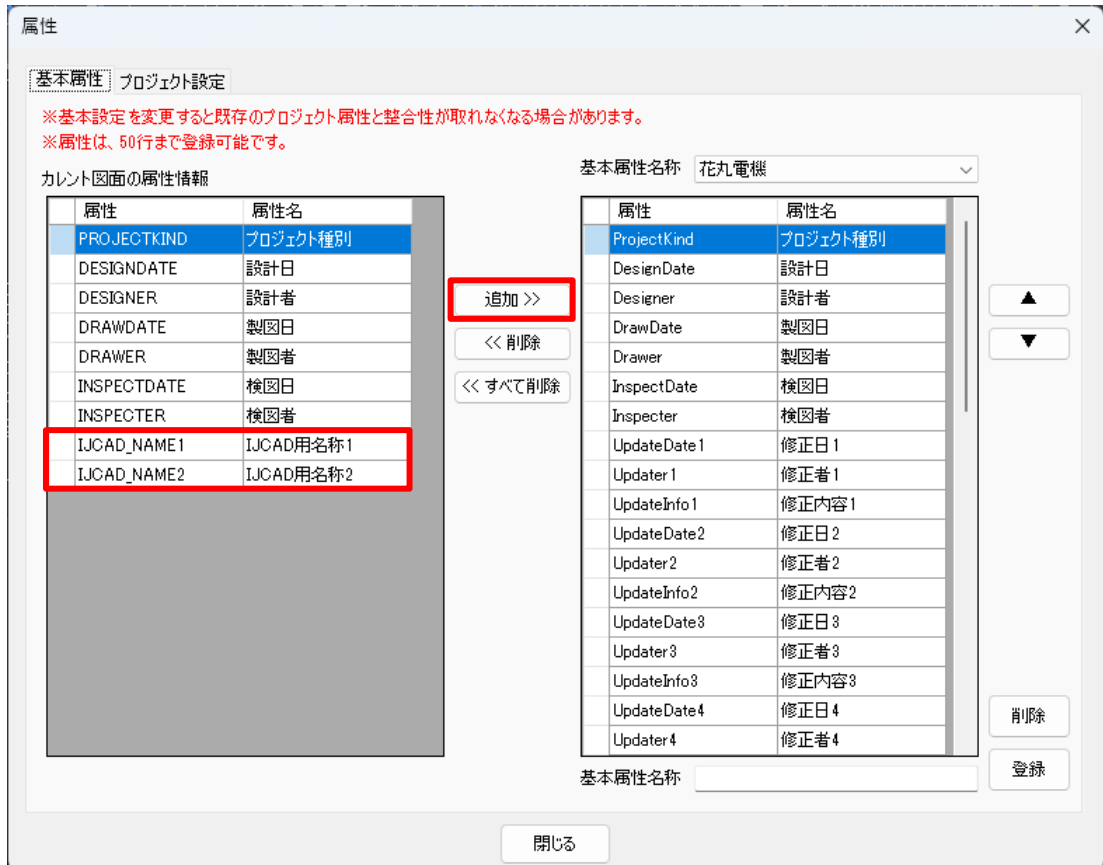 属性
基本属性 プロジェクト設定
※基本設定を変更すると既存のプロジェクト属性と整合性が取れなくなる場合があります。
※属性は、50行まで登録可能です。
カレント図面の属性情報
属性 属性名
PROJECTKIND プロジェクト種別
DESIGNDATE 設計日
DESIGNER 設計者
DRAWDATE 製図日
DRAWER 製図者
INSPECTDATE 検図日
INSPECTER 検図者
IJCAD_NAME1 IJCAD用名称1
IJCAD_NAME2 IJCAD用名称2
追加 >>
<< 削除
<< すべて削除
基本属性名称 花丸電機
属性 属性名
ProjectKind プロジェクト種別
DesignDate 設計日
Designer 設計者
DrawDate 製図日
Drawer 製図者
InspectDate 検図日
Inspecter 検図者
UpdateDate1 修正日1
Updater1 修正者1
UpdateInfo1 修正内容1
UpdateDate2 修正日2
Updater2 修正者2
UpdateInfo2 修正内容2
UpdateDate3 修正日3
Updater3 修正者3
UpdateInfo3 修正内容3
UpdateDate4 修正日4
Updater4 修正者4
基本属性名称
▲
▼
削除
登録
閉じる